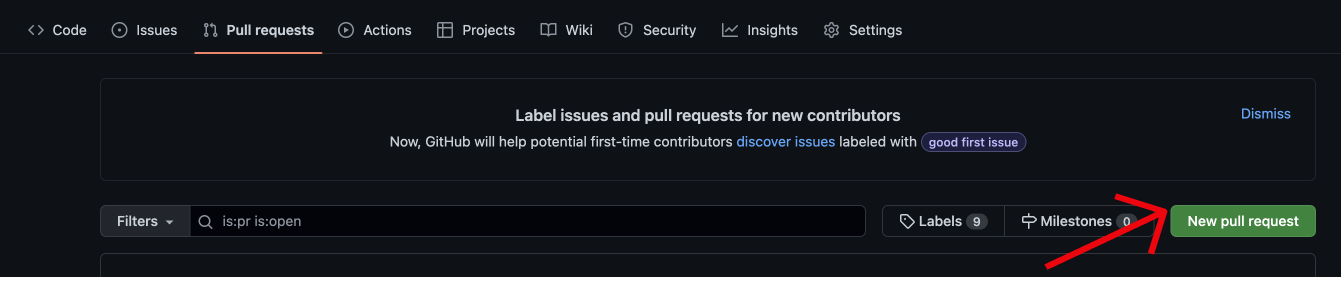 Code Issues Pull requests Actions Projects Wiki Security Insights Settings
Label issues and pull requests for new contributors
Dismiss
Now, GitHub will help potential first-time contributors discover issues labeled with good first issue
Filters is:pr is:open Labels 9 Milestones 0 New pull request